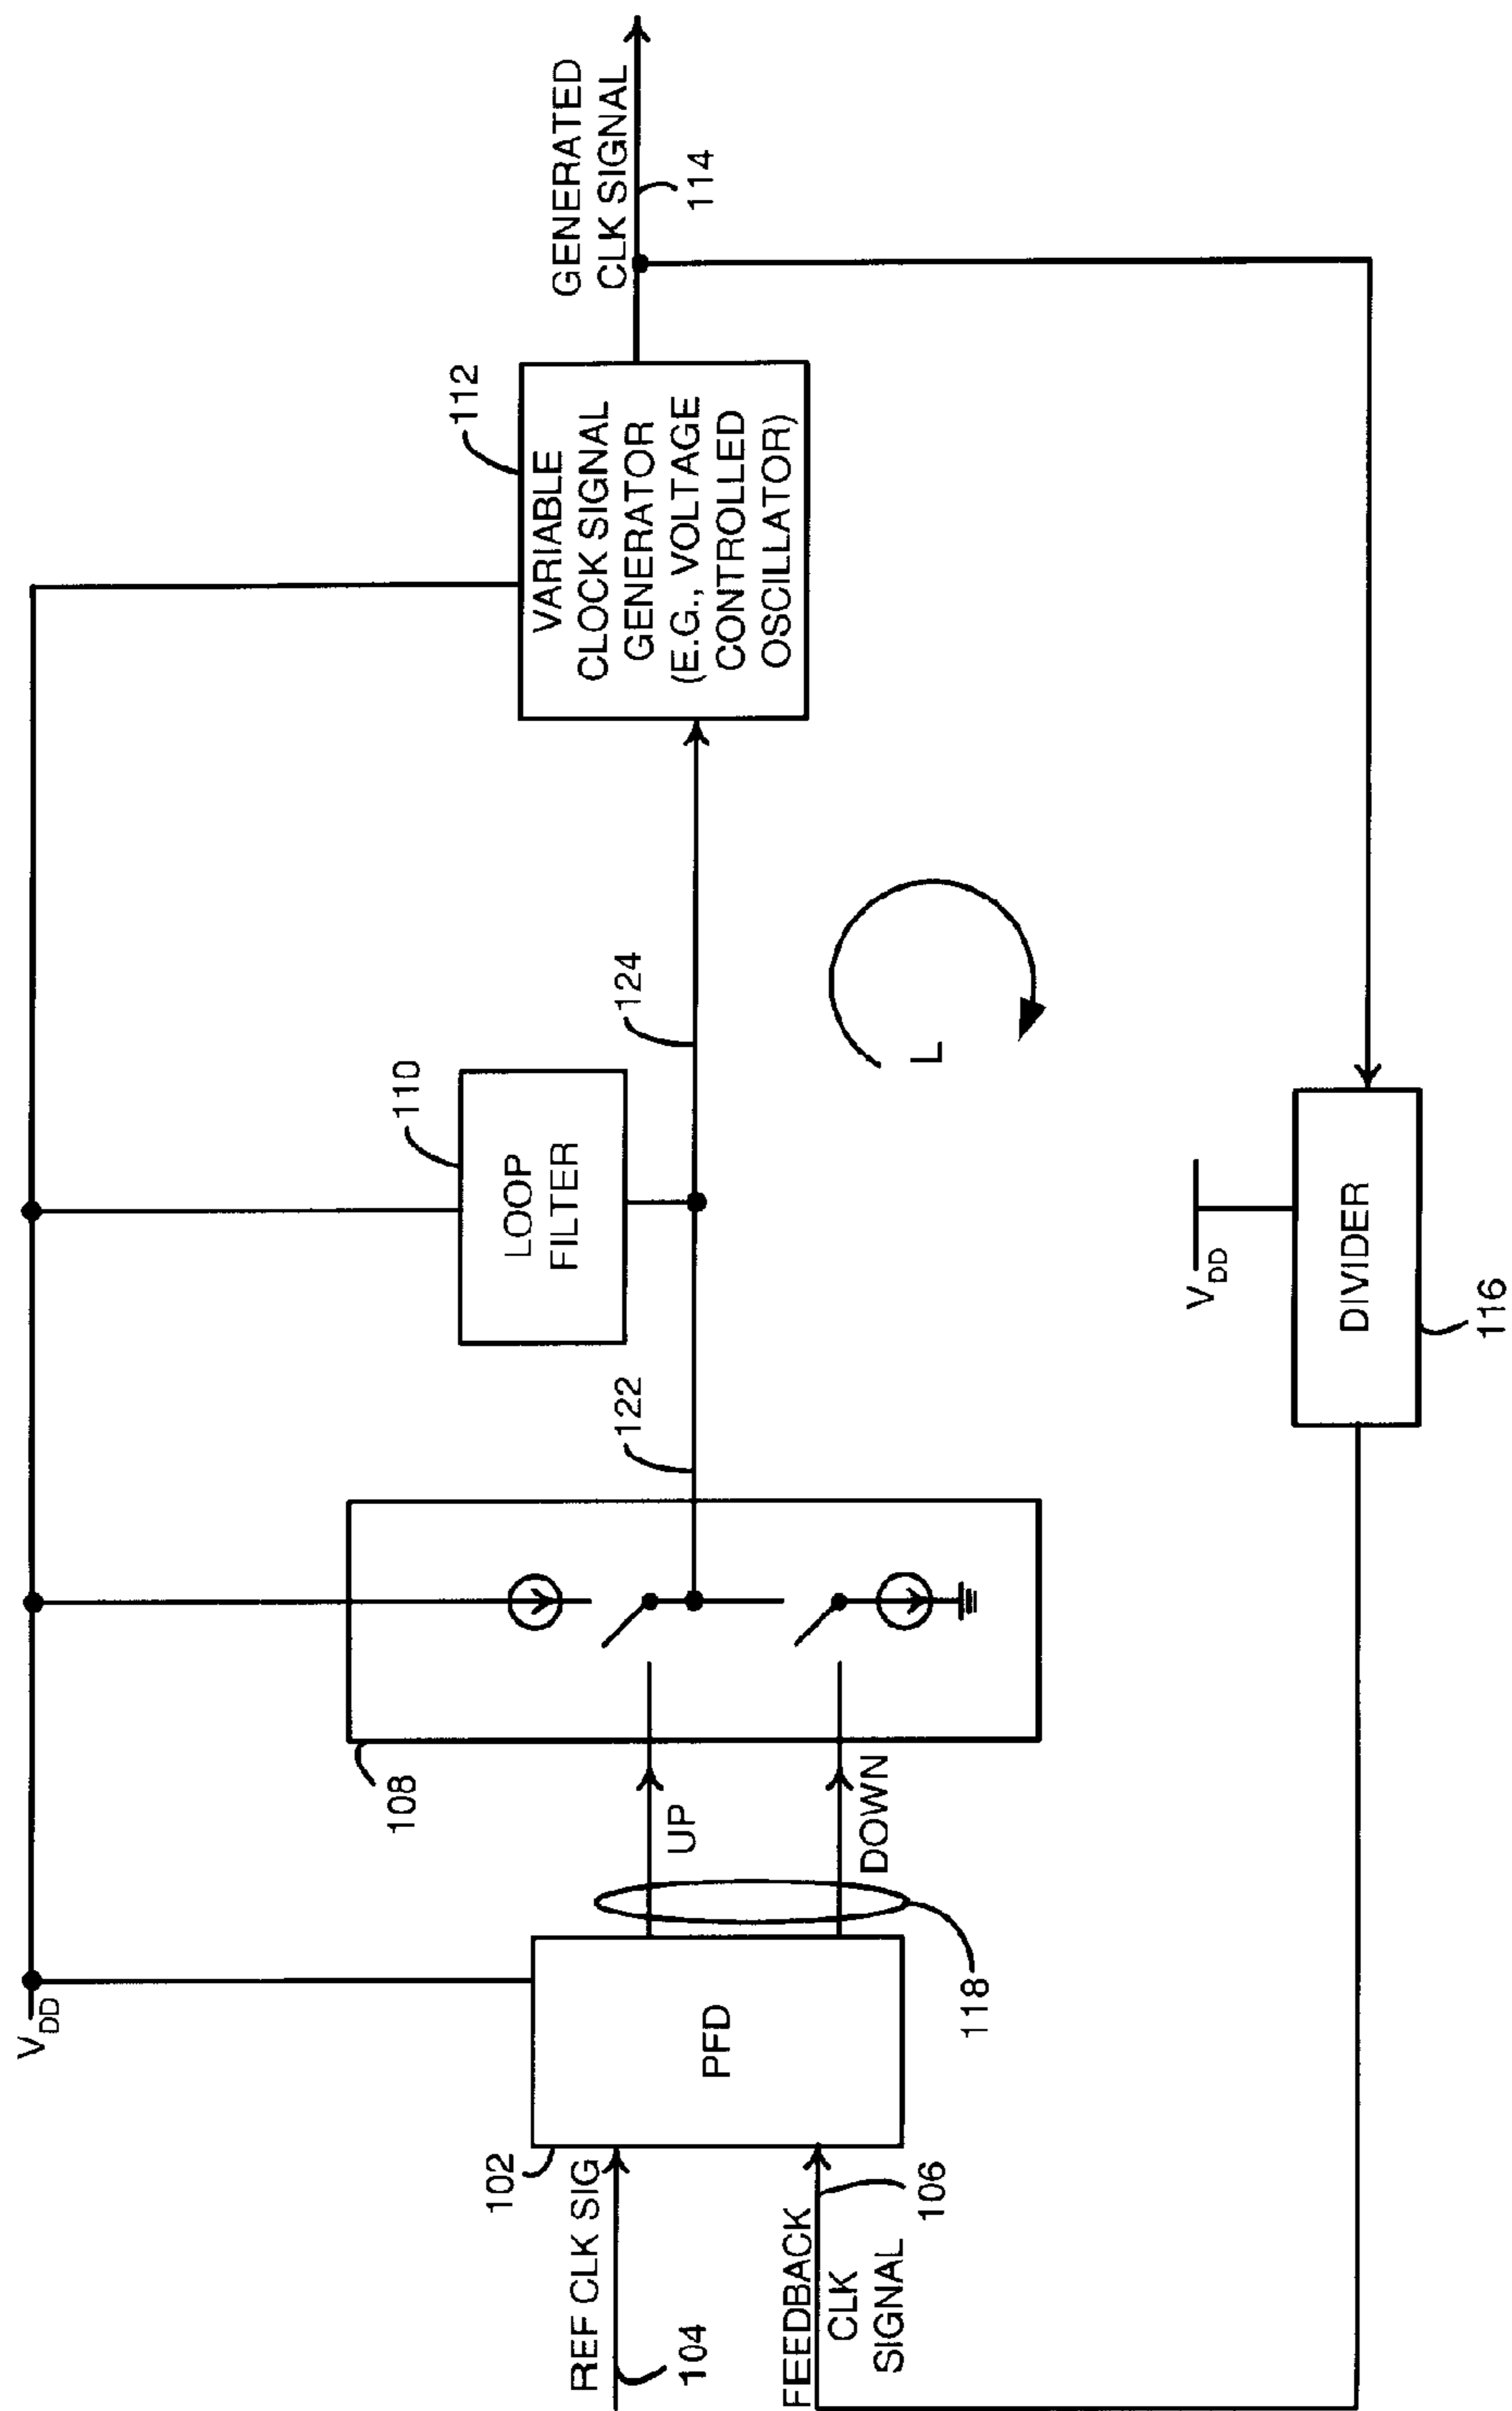 V_DD
REF CLK SIG
104
102
PFD
FEEDBACK
CLK
SIGNAL
106
118
UP
DOWN
108
122
LOOP
FILTER
110
124
L
VARIABLE
CLOCK SIGNAL
GENERATOR
(E.G., VOLTAGE
CONTROLLED
OSCILLATOR)
112
GENERATED
CLK SIGNAL
114
V_DD
DIVIDER
116